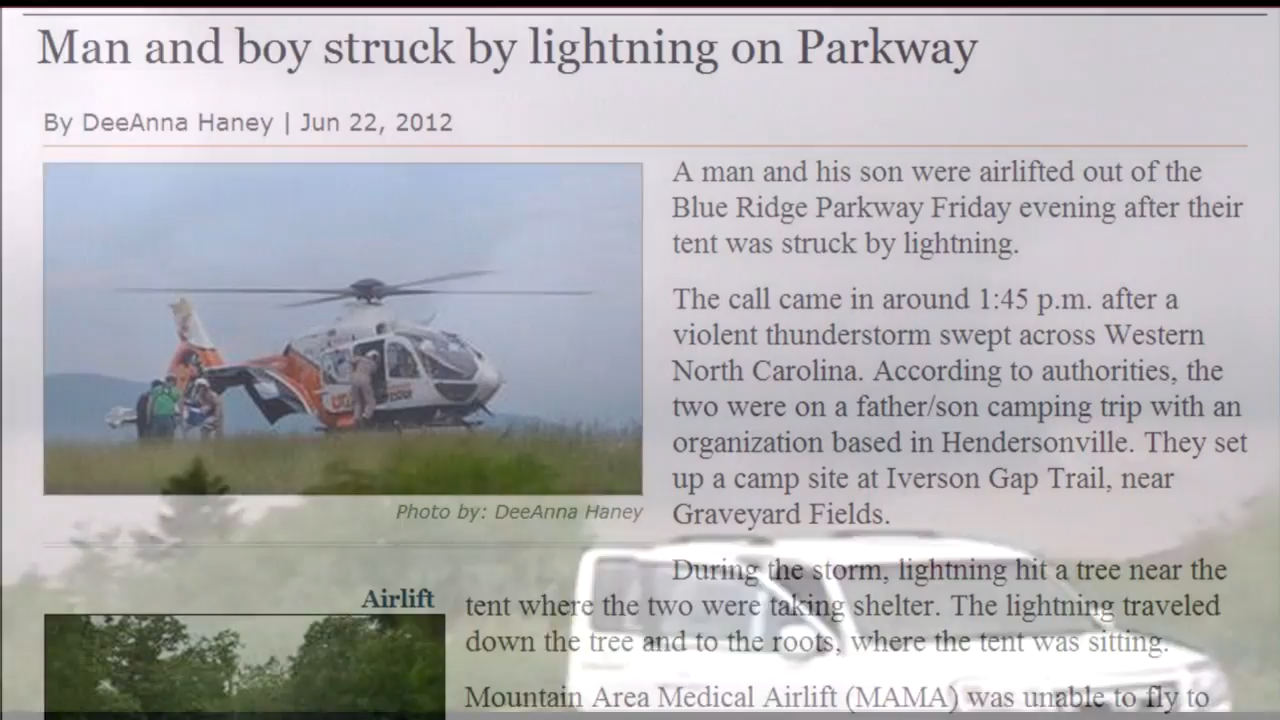 Man and boy struck by lightning on Parkway
By DeeAnna Haney | Jun 22, 2012
A man and his son were airlifted out of the
Blue Ridge Parkway Friday evening after their
tent was struck by lightning.
The call came in around 1:45 p.m. after a
violent thunderstorm swept across Western
North Carolina. According to authorities, the
two were on a father/son camping trip with an
organization based in Hendersonville. They set
up a camp site at Iverson Gap Trail, near
Graveyard Fields.
Photo by: DeeAnna Haney
During the storm, lightning hit a tree near the
tent where the two were taking shelter. The lightning traveled
down the tree and to the roots, where the tent was sitting.
Airlift
Mountain Area Medical Airlift (MAMA) was unable to fly to